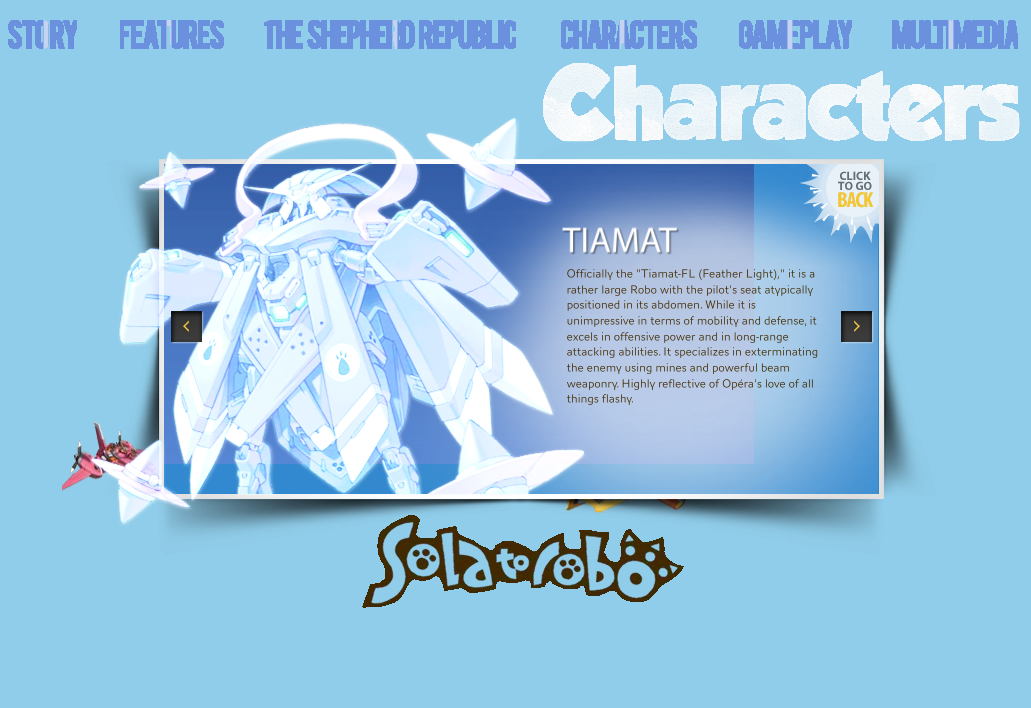 STORY FEATURES THE SHEPHERD REPUBLIC CHARACTERS GAMEPLAY MULTIMEDIA
Characters
CLICK
TO GO
BACK
TIAMAT
Officially the "Tiamat-FL (Feather Light)," it is a
rather large Robo with the pilot's seat atypically
positioned in its abdomen. While it is
unimpressive in terms of mobility and defense, it
excels in offensive power and in long-range
attacking abilities. It specializes in exterminating
the enemy using mines and powerful beam
weaponry. Highly reflective of Opéra's love of all
things flashy.
Solatorobo